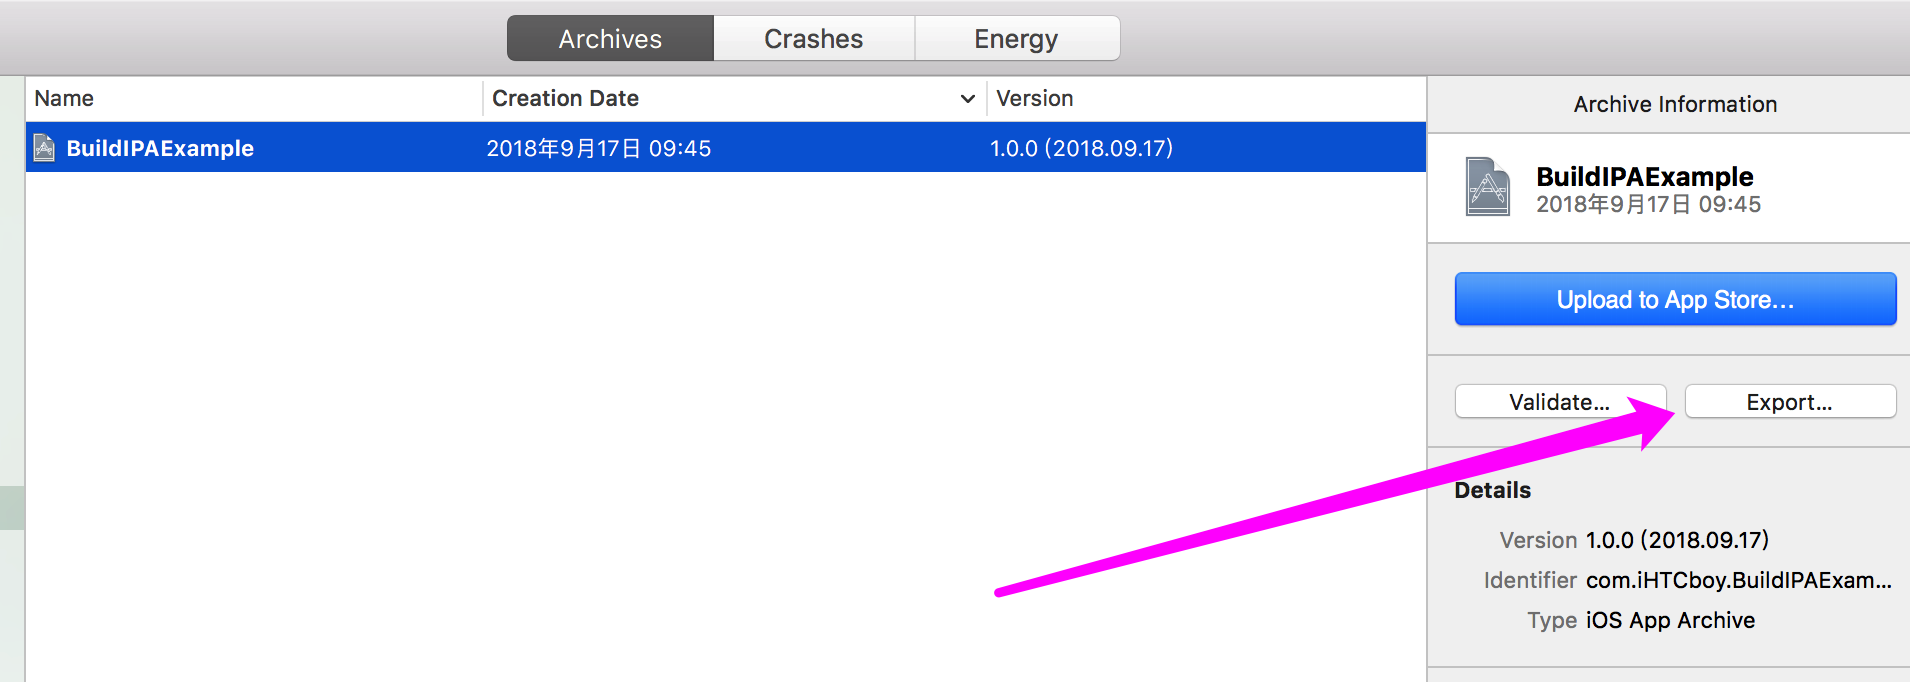 Archives Crashes Energy
Name Creation Date Version
BuildIPAExample 2018年9月17日 09:45 1.0.0 (2018.09.17)
Archive Information
BuildIPAExample
2018年9月17日 09:45
Upload to App Store...
Validate... Export...
Details
Version 1.0.0 (2018.09.17)
Identifier com.iHTCboy.BuildIPAExam...
Type iOS App Archive